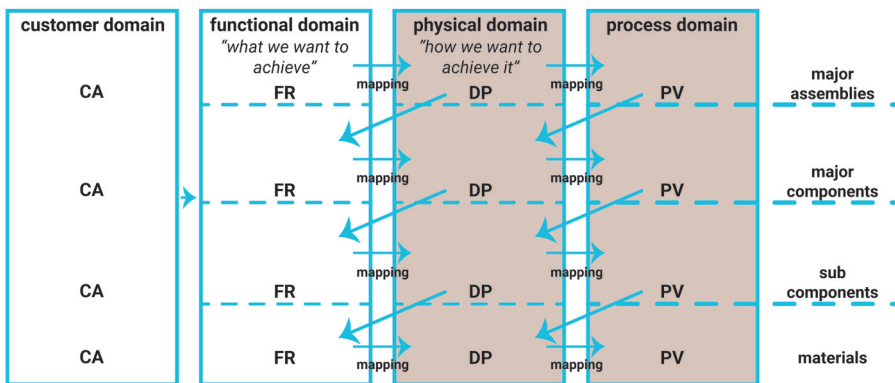 customer domain
functional domain
"what we want to
achieve"
physical domain
"how we want to
achieve it"
process domain
mapping
mapping
CA
FR
DP
PV
major
assemblies
mapping
mapping
CA
FR
DP
PV
major
components
mapping
mapping
CA
FR
DP
PV
sub
components
CA
FR
mapping
DP
mapping
PV
materials